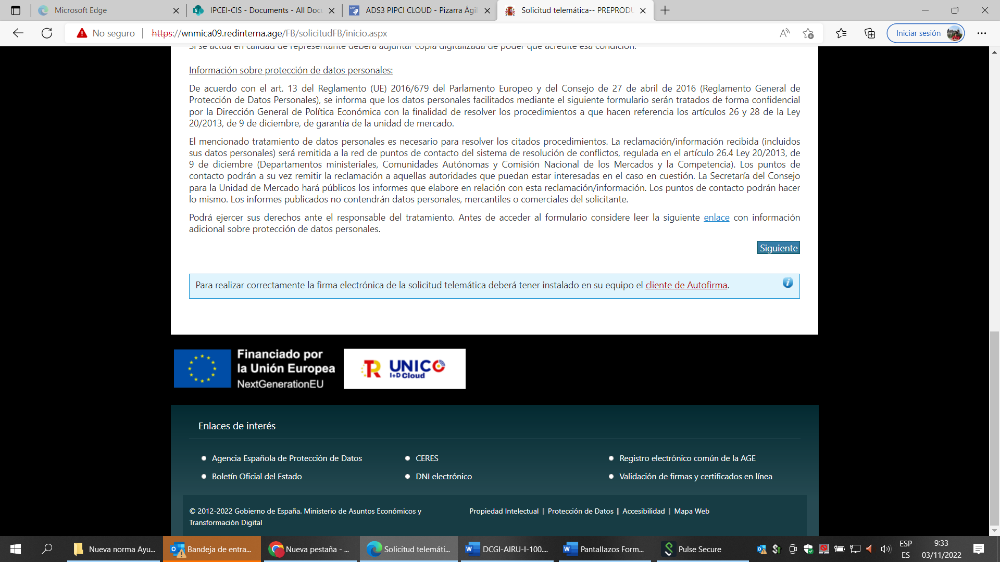 Microsoft Edge
IPCEI-CIS - Documents - All Docu
ADS3 PIPCI CLOUD - Pizarra Ágil
Solicitud telemática-- PREPRODU
No seguro
https://wnmica09.redinterna.age/FB/solicitudFB/inicio.aspx
Iniciar sesión
Si se actúa en calidad de representante deberá adjuntar copia digitalizada de poder que acredite esa condición.
Información sobre protección de datos personales:
De acuerdo con el art. 13 del Reglamento (UE) 2016/679 del Parlamento Europeo y del Consejo de 27 de abril de 2016 (Reglamento General de
Protección de Datos Personales), se informa que los datos personales facilitados mediante el siguiente formulario serán tratados de forma confidencial
por la Dirección General de Política Económica con la finalidad de resolver los procedimientos a que hacen referencia los artículos 26 y 28 de la Ley
20/2013, de 9 de diciembre, de garantía de la unidad de mercado.
El mencionado tratamiento de datos personales es necesario para resolver los citados procedimientos. La reclamación/información recibida (incluidos
sus datos personales) será remitida a la red de puntos de contacto del sistema de resolución de conflictos, regulada en el artículo 26.4 Ley 20/2013, de
9 de diciembre (Departamentos ministeriales, Comunidades Autónomas y Comisión Nacional de los Mercados y la Competencia). Los puntos de
contacto podrán a su vez remitir la reclamación a aquellas autoridades que puedan estar interesadas en el caso en cuestión. La Secretaría del Consejo
para la Unidad de Mercado hará públicos los informes que elabore en relación con esta reclamación/información. Los puntos de contacto podrán hacer
lo mismo. Los informes publicados no contendrán datos personales, mercantiles o comerciales del solicitante.
Podrá ejercer sus derechos ante el responsable del tratamiento. Antes de acceder al formulario considere leer la siguiente enlace con información
adicional sobre protección de datos personales.
Siguiente
Para realizar correctamente la firma electrónica de la solicitud telemática deberá tener instalado en su equipo el cliente de Autofirma.
Financiado por
la Unión Europea
NextGenerationEU
TR UNICO
I+D Cloud
Enlaces de interés
Agencia Española de Protección de Datos
CERES
Registro electrónico común de la AGE
Boletín Oficial del Estado
DNI electrónico
Validación de firmas y certificados en línea
© 2012-2022 Gobierno de España. Ministerio de Asuntos Económicos y
Transformación Digital
Propiedad Intelectual | Protección de Datos | Accesibilidad | Mapa Web
Nueva norma Ayu...
Bandeja de entra...
Nueva pestaña - ...
Solicitud telemáti...
DCGI-AIRU-I-100....
Pantallazos Form...
Pulse Secure
ESP
ES
9:33
03/11/2022